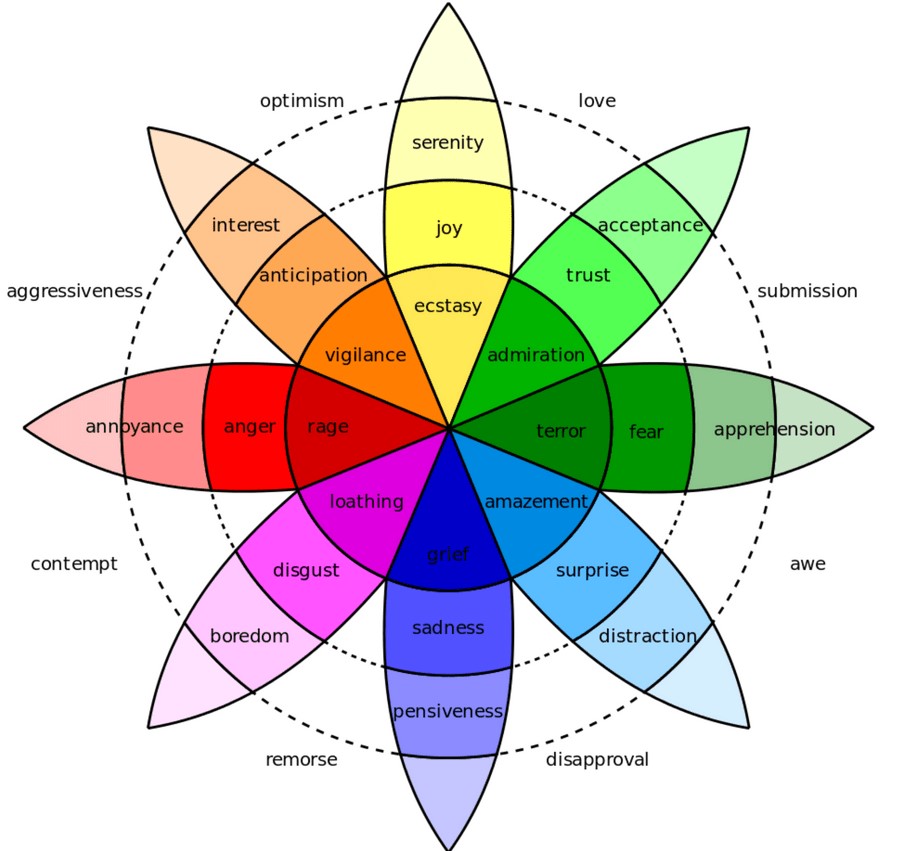 optimism
love
serenity
interest
acceptance
joy
anticipation
trust
aggressiveness
submission
ecstasy
vigilance
admiration
annoyance
anger
rage
terror
fear
apprehension
loathing
amazement
contempt
grief
awe
disgust
surprise
sadness
boredom
distraction
pensiveness
remorse
disapproval